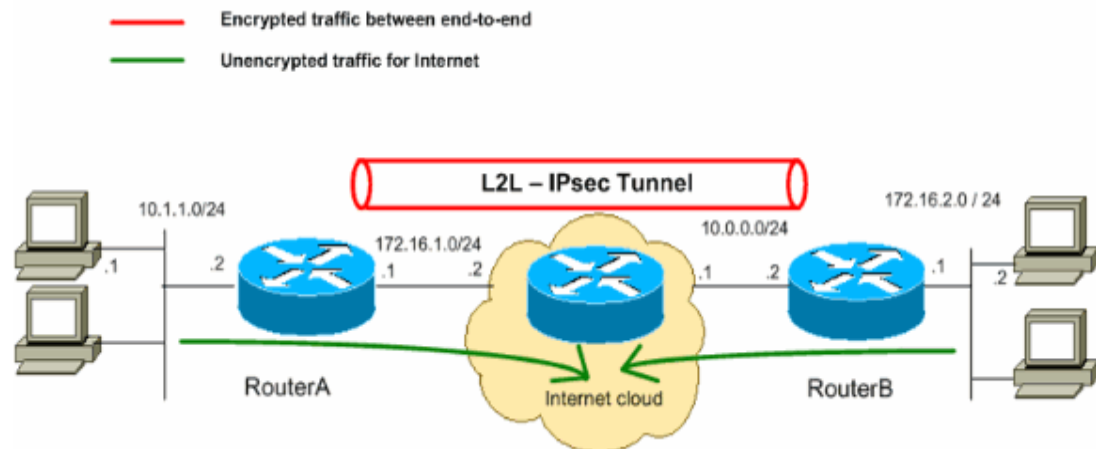 Encrypted traffic between end-to-end
Unencrypted traffic for Internet
L2L – IPsec Tunnel
10.1.1.0/24
172.16.2.0 / 24
172.16.1.0/24
10.0.0.0/24
.1
.2
.1
.2
.1
.2
.1
.2
RouterA
Internet cloud
RouterB